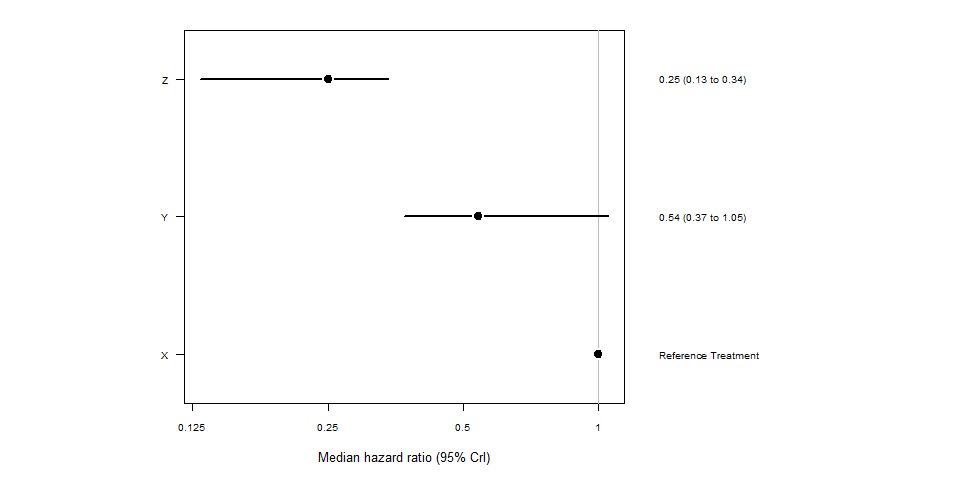 Z
0.25 (0.13 to 0.34)
Y
0.54 (0.37 to 1.05)
X
Reference Treatment
0.125
0.25
0.5
1
Median hazard ratio (95% CrI)